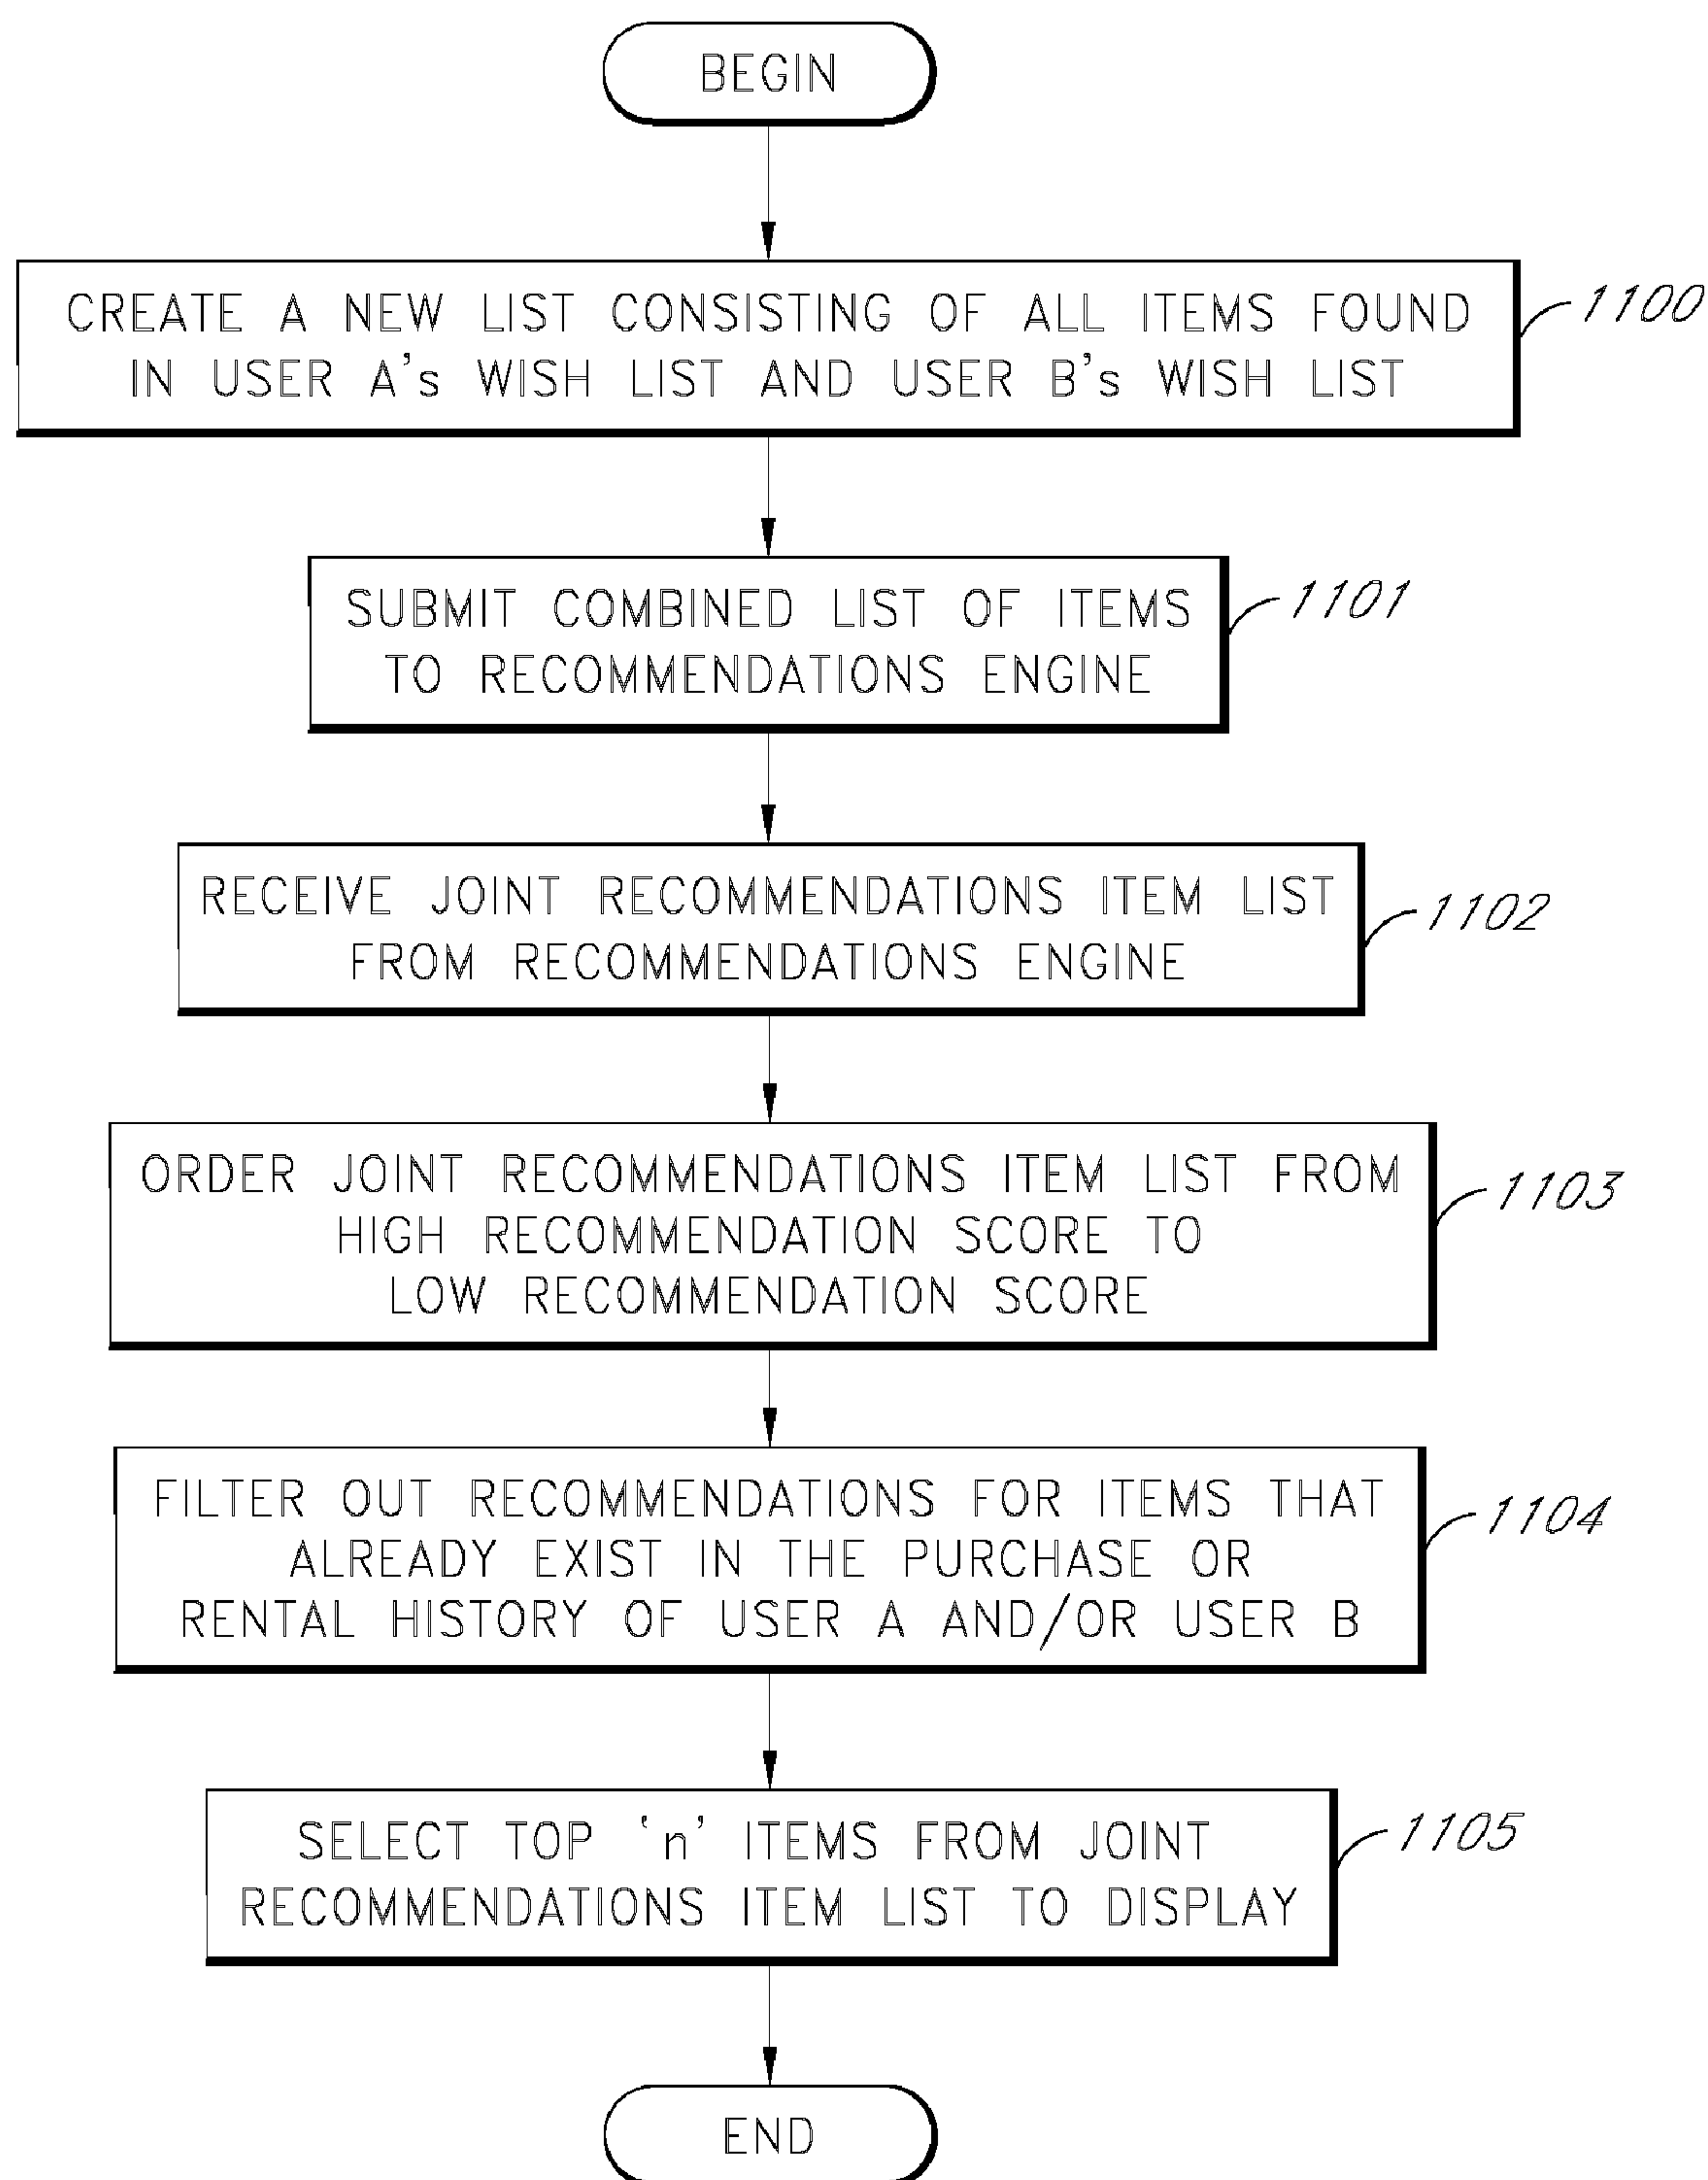 BEGIN
CREATE A NEW LIST CONSISTING OF ALL ITEMS FOUND
IN USER A's WISH LIST AND USER B's WISH LIST
1100
SUBMIT COMBINED LIST OF ITEMS
TO RECOMMENDATIONS ENGINE
1101
RECEIVE JOINT RECOMMENDATIONS ITEM LIST
FROM RECOMMENDATIONS ENGINE
1102
ORDER JOINT RECOMMENDATIONS ITEM LIST FROM
HIGH RECOMMENDATION SCORE TO
LOW RECOMMENDATION SCORE
1103
FILTER OUT RECOMMENDATIONS FOR ITEMS THAT
ALREADY EXIST IN THE PURCHASE OR
RENTAL HISTORY OF USER A AND/OR USER B
1104
SELECT TOP 'n' ITEMS FROM JOINT
RECOMMENDATIONS ITEM LIST TO DISPLAY
1105
END